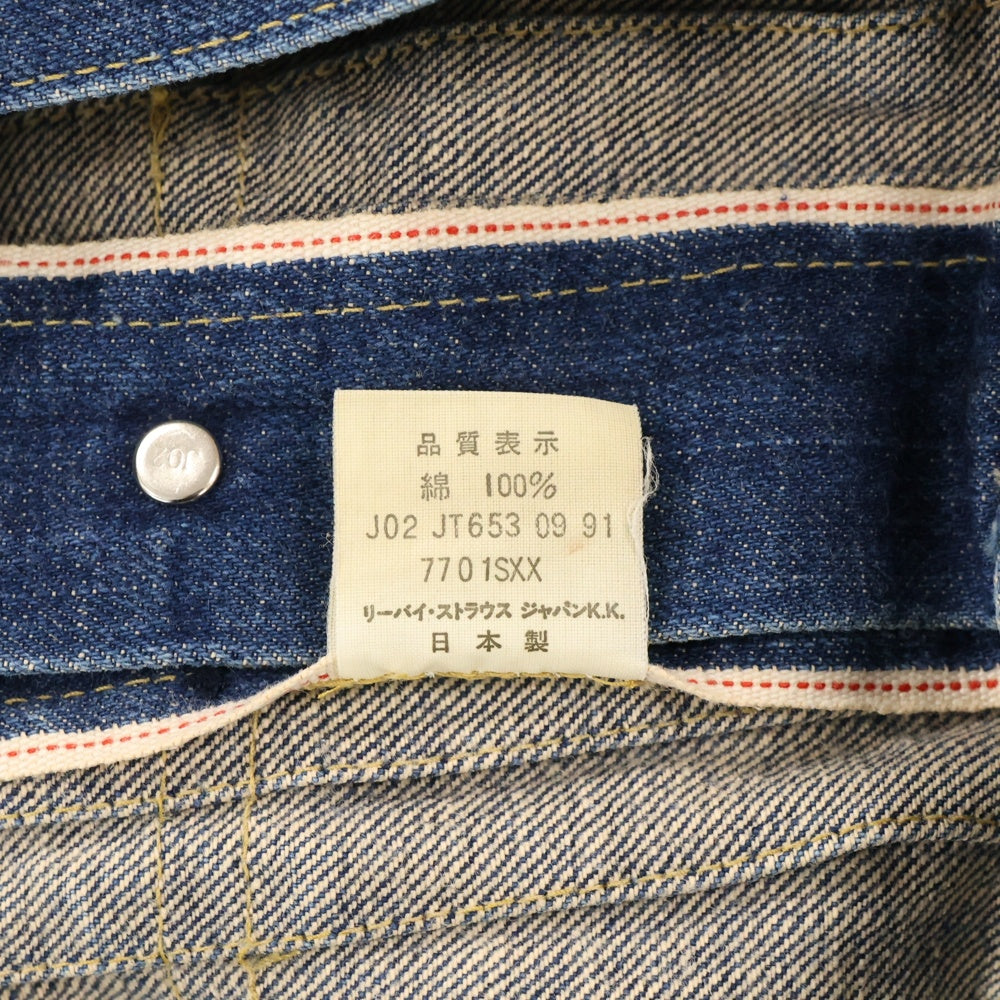 J02
品質表示
綿 100%
J02 JT653 09 91
7701SXX
リーバイ・ストラウス ジャパンK.K.
日本製